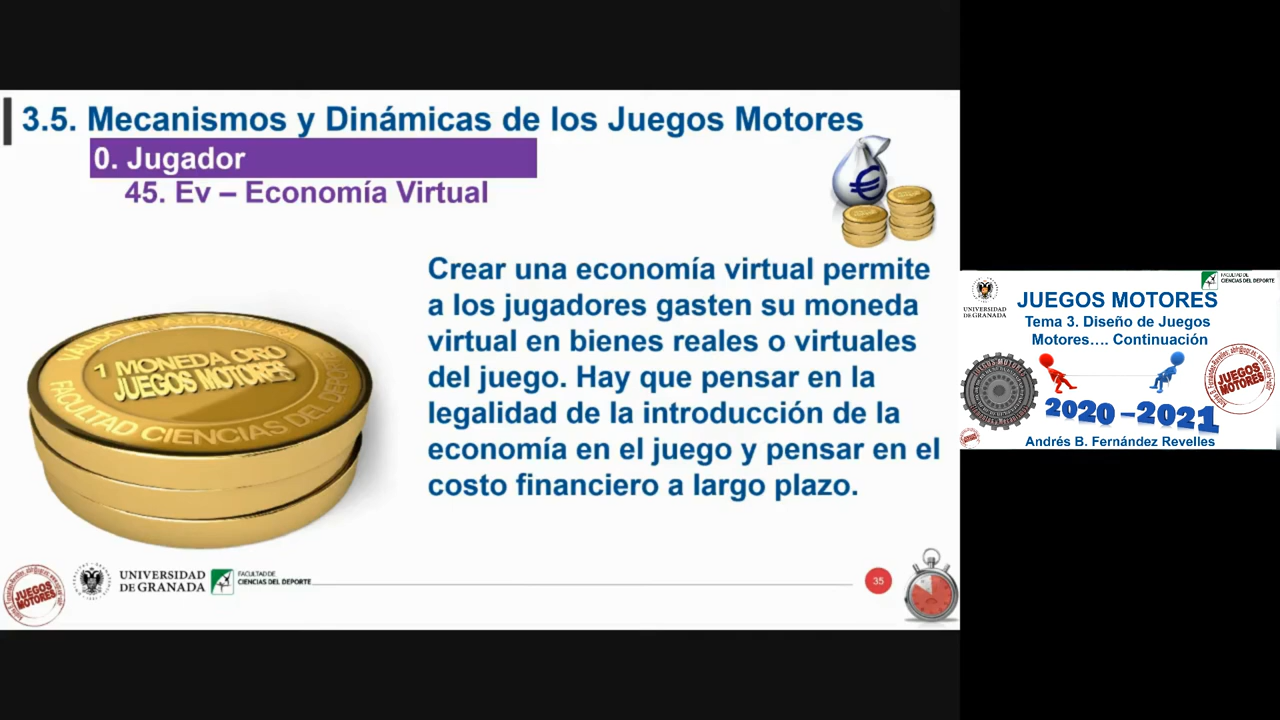 3.5. Mecanismos y Dinámicas de los Juegos Motores
0. Jugador
45. Ev – Economía Virtual
Crear una economía virtual permite
a los jugadores gasten su moneda
virtual en bienes reales o virtuales
del juego. Hay que pensar en la
legalidad de la introducción de la
economía en el juego y pensar en el
costo financiero a largo plazo.
1 MONEDA ORO
JUEGOS MOTORES
FACULTAD CIENCIAS DEL DEPORTE
€
JUEGOS
MOTORES
UNIVERSIDAD
DE GRANADA
FACULTAD DE
CIENCIAS DEL DEPORTE
35
UNIVERSIDAD
DE GRANADA
FACULTAD DE
CIENCIAS DEL DEPORTE
JUEGOS MOTORES
Tema 3. Diseño de Juegos
Motores.... Continuación
JUEGOS
MOTORES
2020 -2021
Andrés B. Fernández Revelles